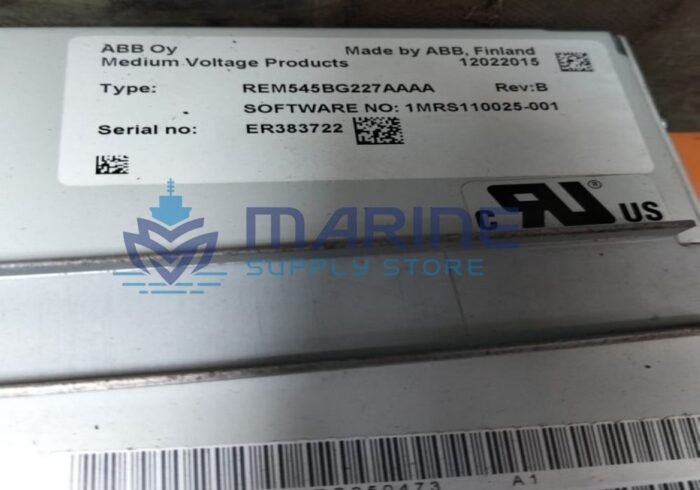 ABB Oy Made by ABB, Finland
Medium Voltage Products 12022015
Type: REM545BG227AAAA Rev:B
SOFTWARE NO: 1MRS110025-001
Serial no: ER383722
C RU ® US
MARINE
SUPPLY STORE
A1